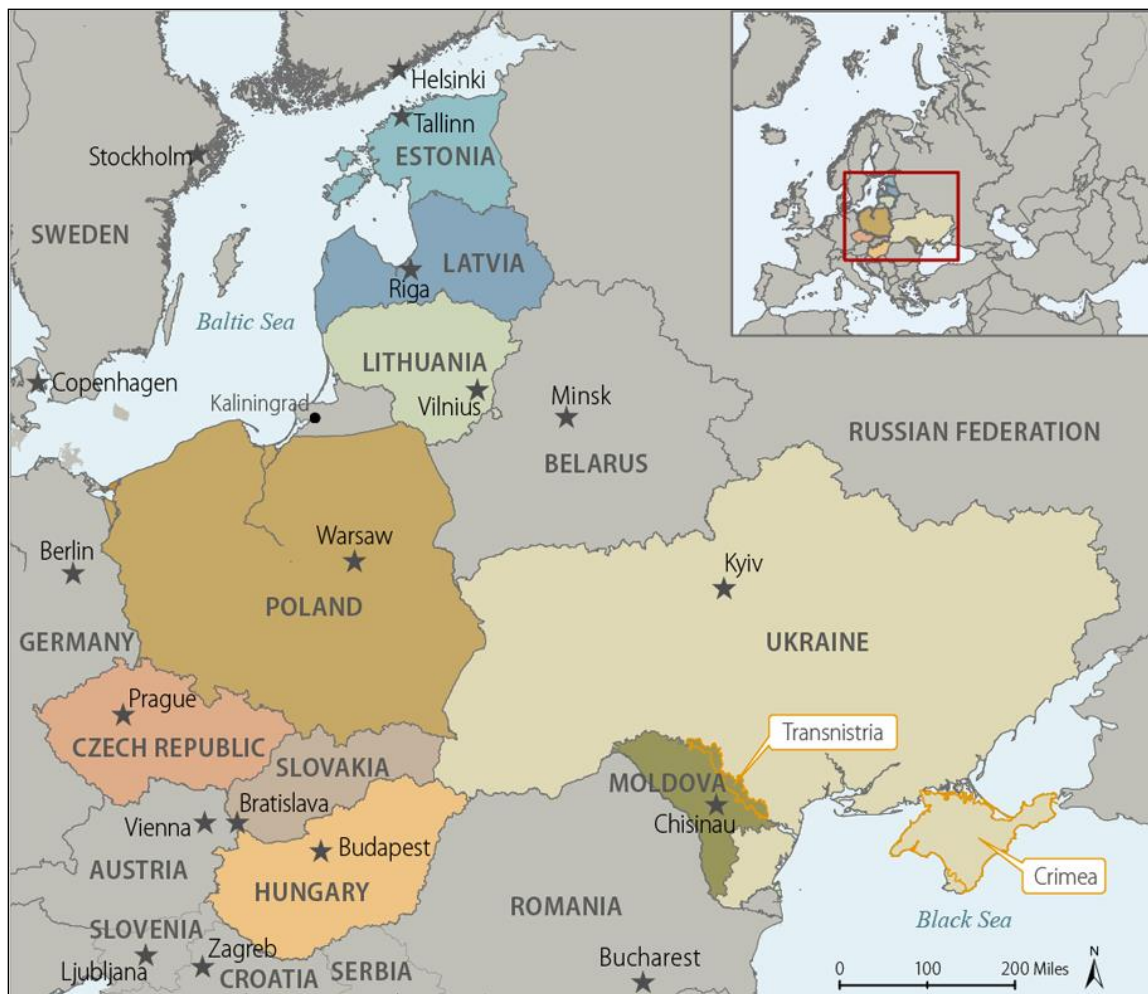 Helsinki
Tallinn
ESTONIA
Stockholm
SWEDEN
LATVIA
Riga
Baltic Sea
LITHUANIA
Copenhagen
Vilnius
Kaliningrad
Minsk
BELARUS
RUSSIAN FEDERATION
Warsaw
Berlin
Kyiv
POLAND
GERMANY
UKRAINE
Prague
CZECH REPUBLIC
Transnistria
SLOVAKIA
MOLDOVA
Bratislava
Vienna
Chisinau
Budapest
AUSTRIA
HUNGARY
Crimea
ROMANIA
Black Sea
SLOVENIA
Zagreb
Ljubljana
CROATIA
SERBIA
Bucharest
N
0 100 200 Miles